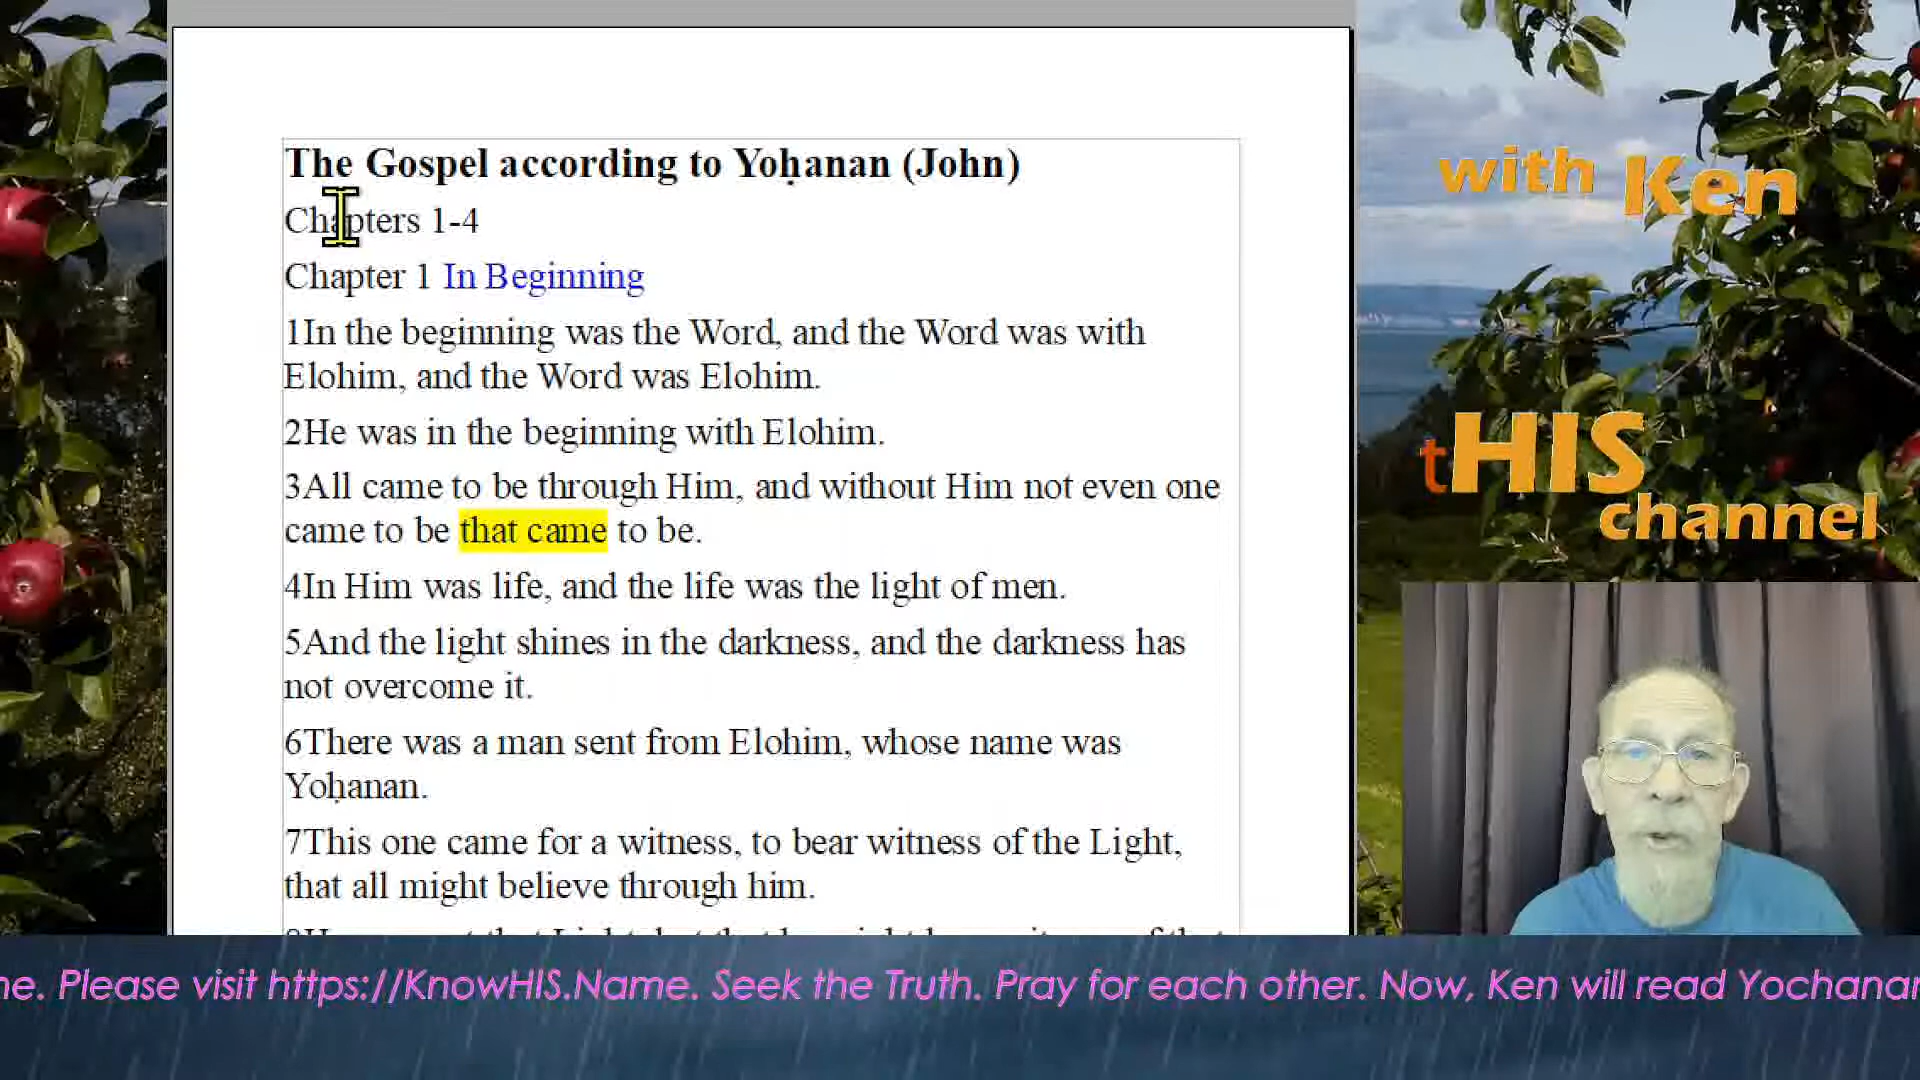 The Gospel according to Yoḥanan (John)
Chapters 1-4
Chapter 1 In Beginning
1In the beginning was the Word, and the Word was with
Elohim, and the Word was Elohim.
2He was in the beginning with Elohim.
3All came to be through Him, and without Him not even one
came to be that came to be.
4In Him was life, and the life was the light of men.
5And the light shines in the darkness, and the darkness has
not overcome it.
6There was a man sent from Elohim, whose name was
Yoḥanan.
7This one came for a witness, to bear witness of the Light,
that all might believe through him.
with Ken
tHIS
channel
ne. Please visit https://KnowHIS.Name. Seek the Truth. Pray for each other. Now, Ken will read Yochanan